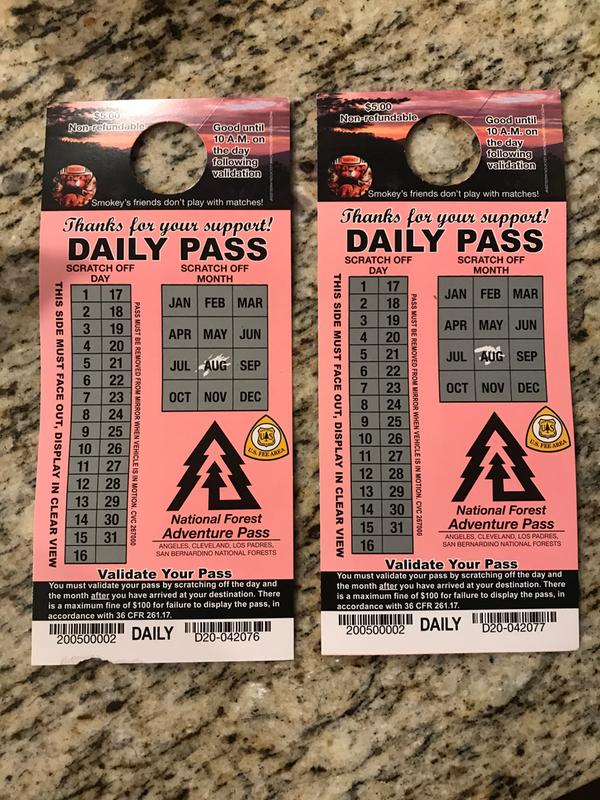 $5.00
Non-refundable
Good until
10 A.M. on
the day
following
validation
Smokey's friends don't play with matches!
Thanks for your support!
DAILY PASS
SCRATCH OFF
DAY
SCRATCH OFF
MONTH
1 17
2 18
3 19
4 20
5 21
6 22
7 23
8 24
9 25
10 26
11 27
12 28
13 29
14 30
15 31
16
JAN FEB MAR
APR MAY JUN
JUL AUG SEP
OCT NOV DEC
THIS SIDE MUST FACE OUT, DISPLAY IN CLEAR VIEW
PASS MUST BE REMOVED FROM MIRROR WHEN VEHICLE IS IN MOTION. CVC 267000
U.S. FEE AREA
National Forest
Adventure Pass
ANGELES, CLEVELAND, LOS PADRES,
SAN BERNARDINO NATIONAL FORESTS
Validate Your Pass
You must validate your pass by scratching off the day and
the month after you have arrived at your destination. There
is a maximum fine of $100 for failure to display the pass, in
accordance with 36 CFR 261.17.
200500002 DAILY D20-042076
$5.00
Non-refundable
Good until
10 A.M. on
the day
following
validation
Smokey's friends don't play with matches!
Thanks for your support!
DAILY PASS
SCRATCH OFF
DAY
SCRATCH OFF
MONTH
1 17
2 18
3 19
4 20
5 21
6 22
7 23
8 24
9 25
10 26
11 27
12 28
13 29
14 30
15 31
16
JAN FEB MAR
APR MAY JUN
JUL AUG SEP
OCT NOV DEC
THIS SIDE MUST FACE OUT, DISPLAY IN CLEAR VIEW
PASS MUST BE REMOVED FROM MIRROR WHEN VEHICLE IS IN MOTION. CVC 267000
U.S. FEE AREA
National Forest
Adventure Pass
ANGELES, CLEVELAND, LOS PADRES,
SAN BERNARDINO NATIONAL FORESTS
Validate Your Pass
You must validate your pass by scratching off the day and
the month after you have arrived at your destination. There
is a maximum fine of $100 for failure to display the pass, in
accordance with 36 CFR 261.17.
200500002 DAILY D20-042077